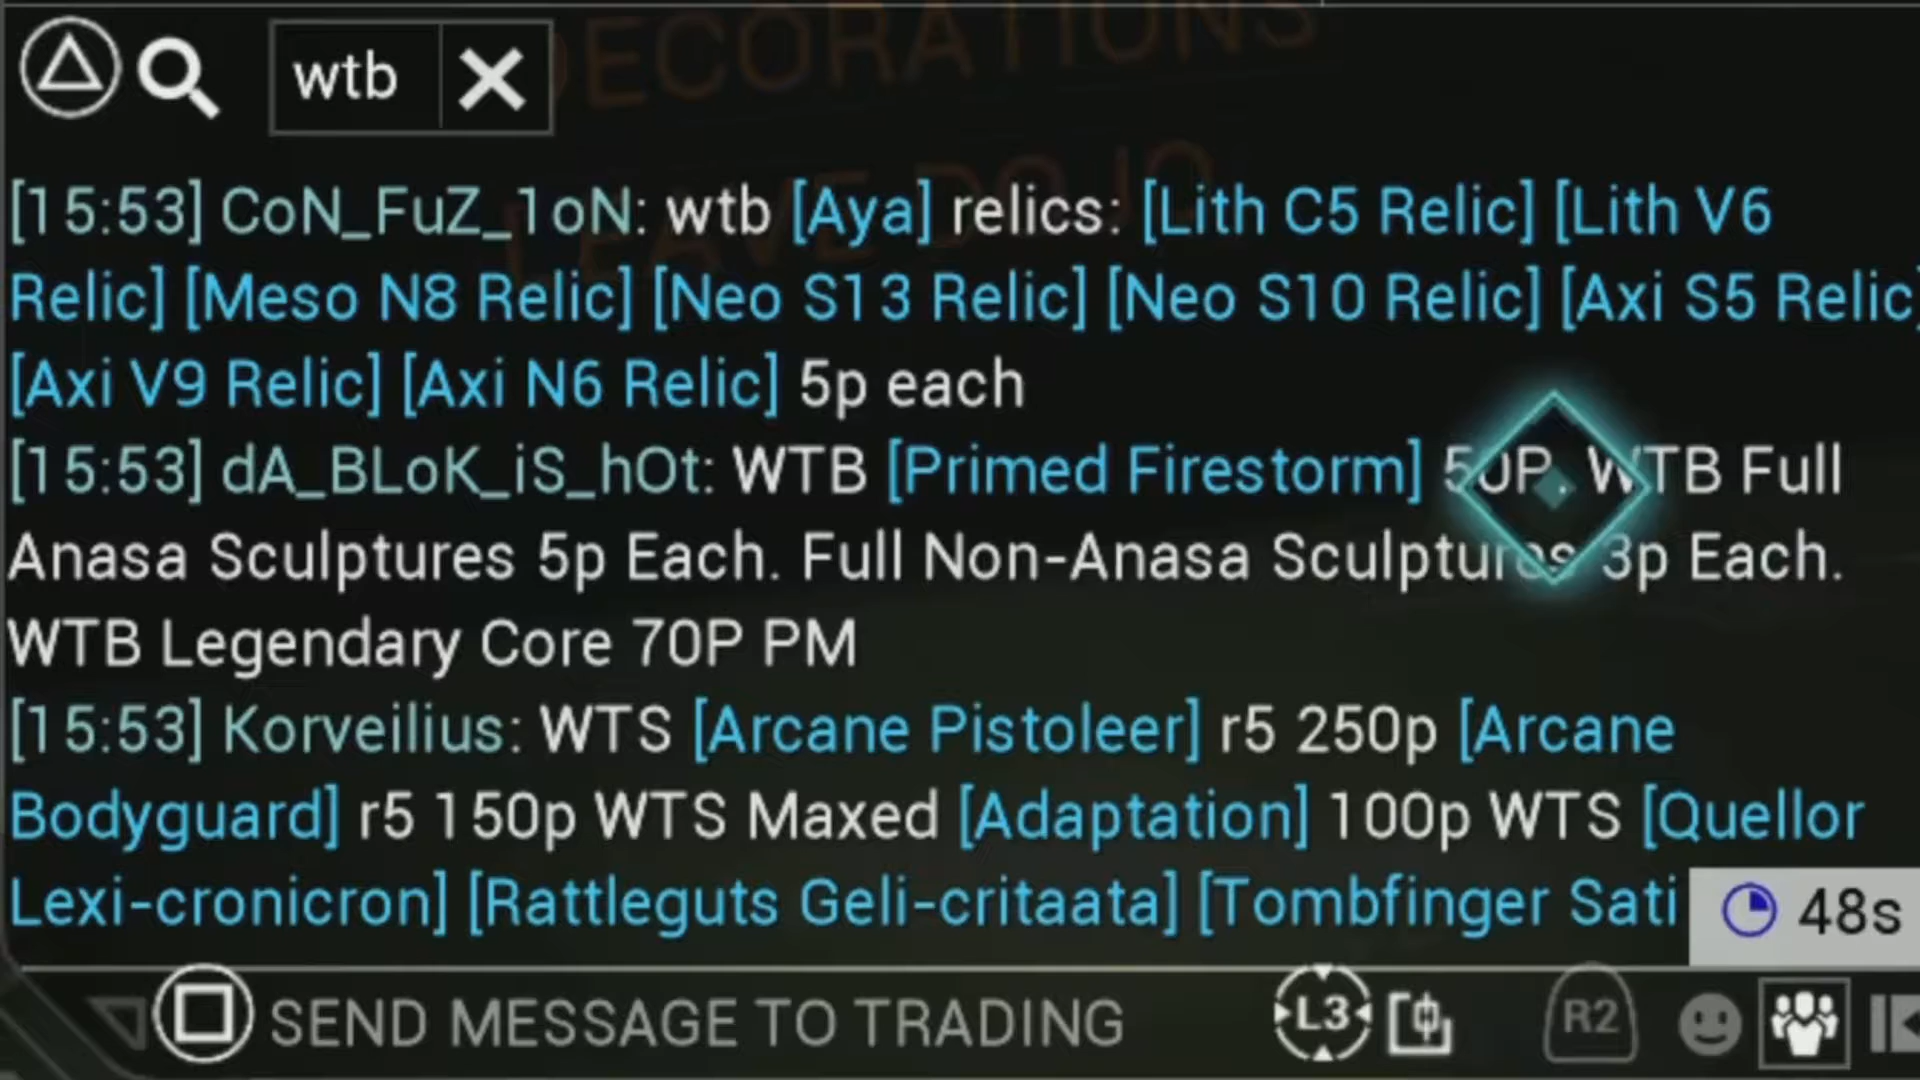 DECORATIONS
wtb
LEAVE DOJO
[15:53] CoN_FuZ_1oN: wtb [Aya] relics: [Lith C5 Relic] [Lith V6
Relic] [Meso N8 Relic] [Neo S13 Relic] [Neo S10 Relic] [Axi S5 Relic]
[Axi V9 Relic] [Axi N6 Relic] 5p each
[15:53] dA_BLoK_iS_hOt: WTB [Primed Firestorm] 50P. WTB Full
Anasa Sculptures 5p Each. Full Non-Anasa Sculptures 3p Each.
WTB Legendary Core 70P PM
[15:53] Korveilius: WTS [Arcane Pistoleer] r5 250p [Arcane
Bodyguard] r5 150p WTS Maxed [Adaptation] 100p WTS [Quellor
Lexi-cronicron] [Rattleguts Geli-critaata] [Tombfinger Sati
48s
SEND MESSAGE TO TRADING
L3
R2